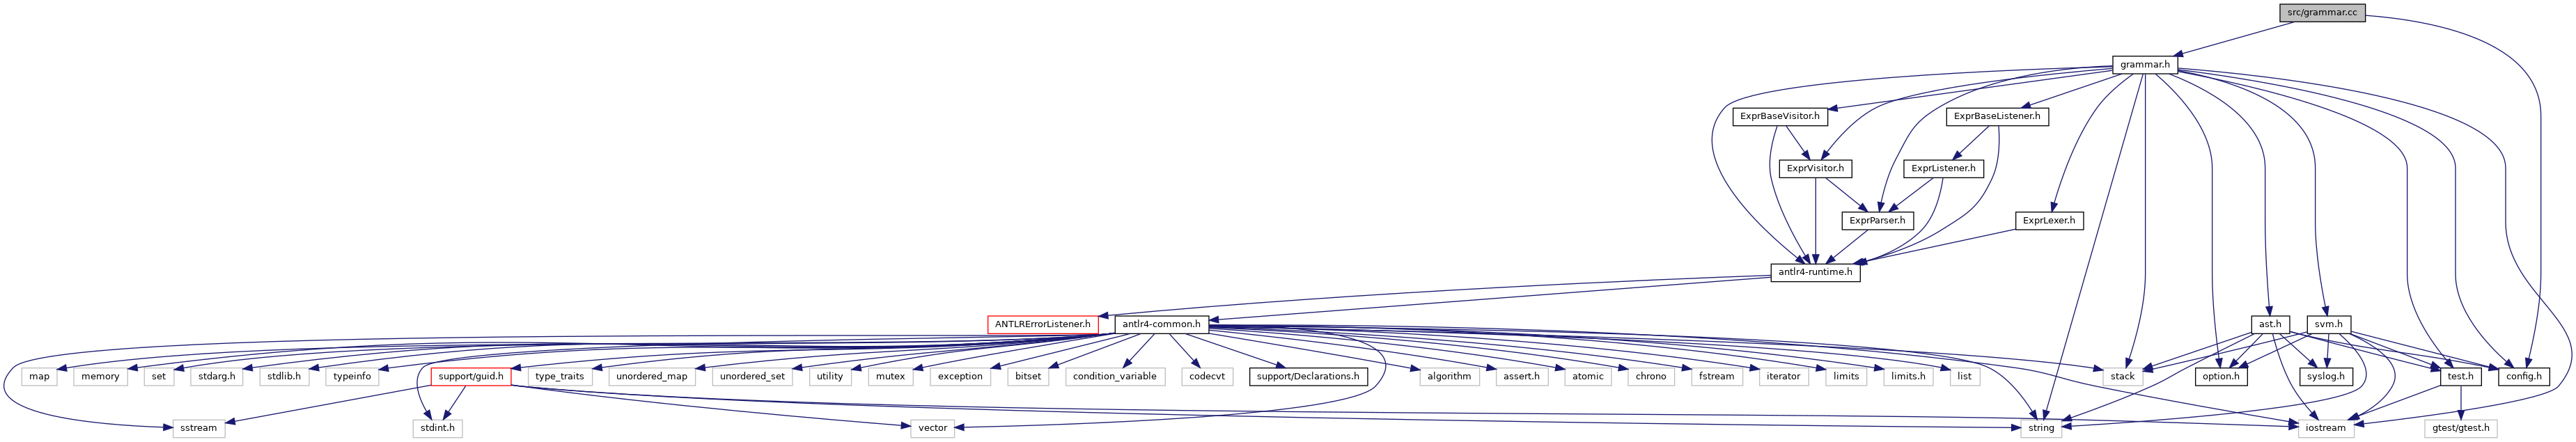 src/grammar.cc
grammar.h
ExprBaseVisitor.h
ExprBaseListener.h
ExprVisitor.h
ExprListener.h
ExprParser.h
ExprLexer.h
antlr4-runtime.h
ANTLRErrorListener.h
antlr4-common.h
ast.h
svm.h
map
memory
set
stdarg.h
stdlib.h
typeinfo
support/guid.h
type_traits
unordered_map
unordered_set
utility
mutex
exception
bitset
condition_variable
codecvt
support/Declarations.h
algorithm
assert.h
atomic
chrono
fstream
iterator
limits
limits.h
list
stack
option.h
syslog.h
test.h
config.h
sstream
stdint.h
vector
string
iostream
gtest/gtest.h